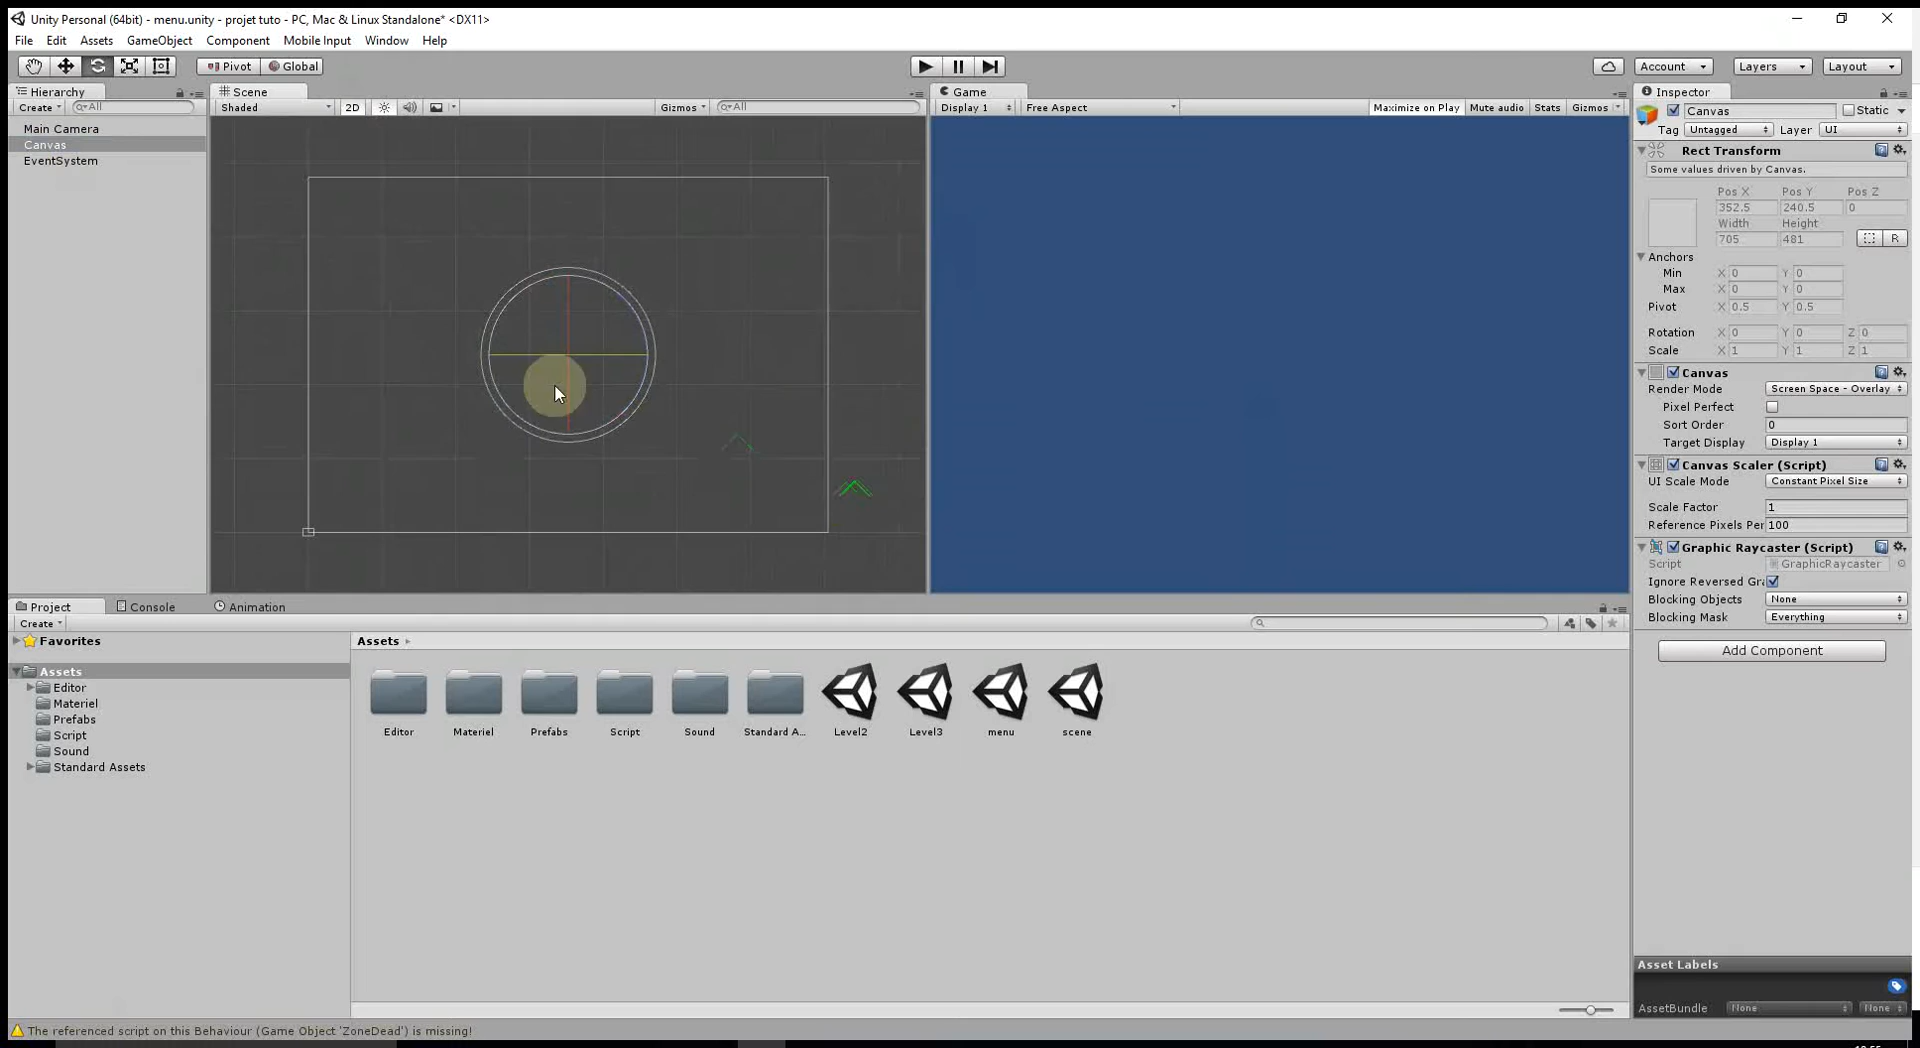 Unity Personal (64bit) - menu.unity - projet tuto - PC, Mac & Linux Standalone* <DX11>
File Edit Assets GameObject Component Mobile Input Window Help
Pivot Global Account Layers Layout
Hierarchy Scene Game Inspector
Create All Shaded 2D Gizmos All Display 1 Free Aspect Maximize on Play Mute audio Stats Gizmos
Canvas Static
Main Camera
Tag Untagged Layer UI
Canvas
EventSystem
Rect Transform
Some values driven by Canvas.
Pos X Pos Y Pos Z
352.5 240.5 0
Width Height
705 481
R
Anchors
Min X 0 Y 0
Max X 0 Y 0
Pivot X 0.5 Y 0.5
Rotation X 0 Y 0 Z 0
Scale X 1 Y 1 Z 1
Canvas
Render Mode Screen Space - Overlay
Pixel Perfect
Sort Order 0
Target Display Display 1
Canvas Scaler (Script)
UI Scale Mode Constant Pixel Size
Scale Factor 1
Reference Pixels Per 100
Graphic Raycaster (Script)
Script GraphicRaycaster
Ignore Reversed Gra
Blocking Objects None
Blocking Mask Everything
Add Component
Project Console Animation
Create
Favorites
Assets
Assets
Editor
Materiel
Prefabs
Script
Sound
Standard Assets
Editor Materiel Prefabs Script Sound Standard A... Level2 Level3 menu scene
Asset Labels
AssetBundle None None
The referenced script on this Behaviour (Game Object 'ZoneDead') is missing!